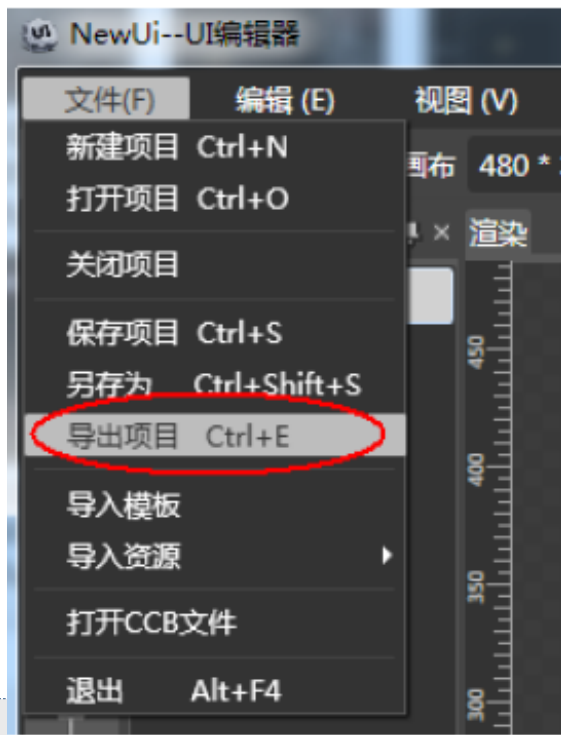 NewUi--UI编辑器
文件(F) 编辑 (E) 视图 (V)
新建项目 Ctrl+N
画布 480 *
打开项目 Ctrl+O
渲染
关闭项目
保存项目 Ctrl+S
450
另存为 Ctrl+Shift+S
导出项目 Ctrl+E
400
导入模板
导入资源
350
打开CCB文件
退出 Alt+F4
300